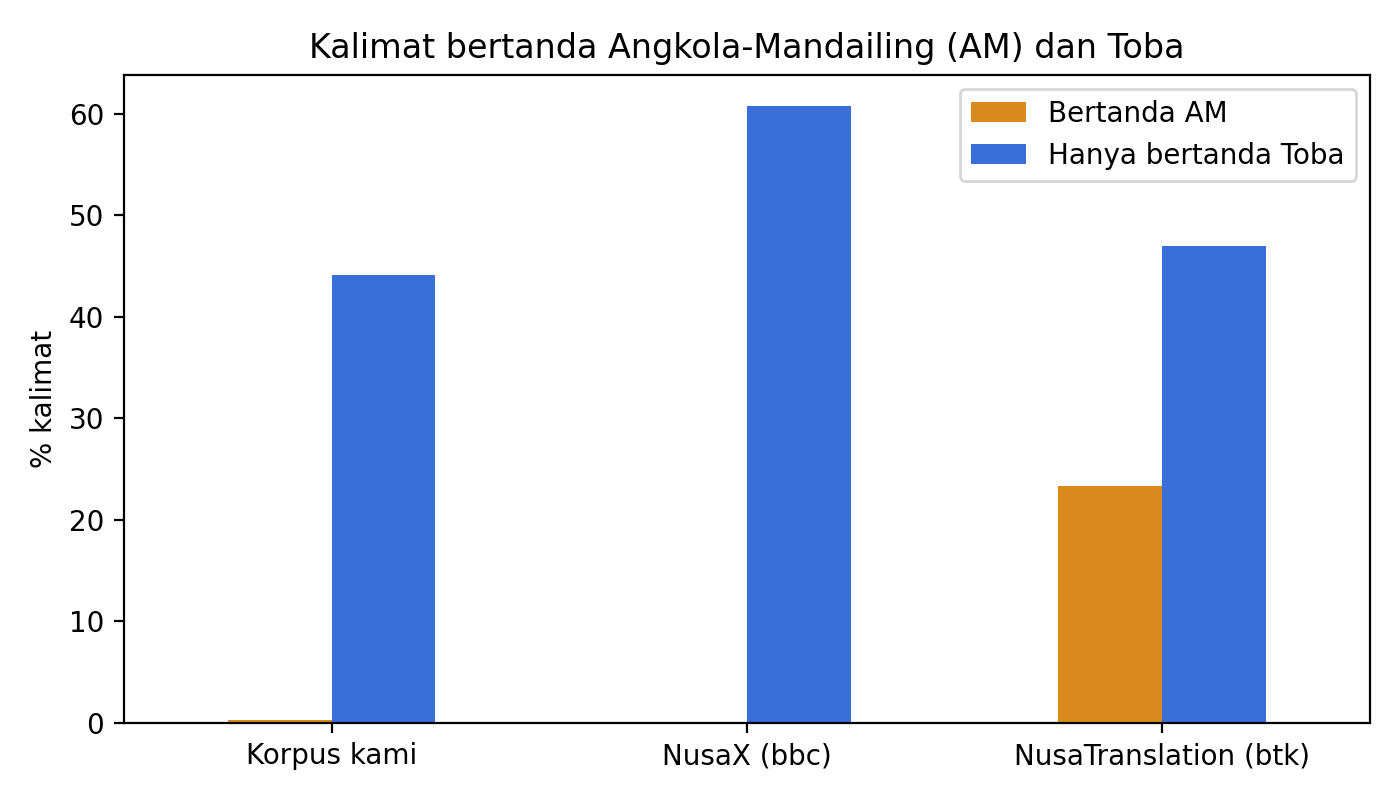 Kalimat bertanda Angkola-Mandailing (AM) dan Toba
Bertanda AM
Hanya bertanda Toba
% kalimat
60
50
40
30
20
10
0
Korpus kami
NusaX (bbc)
NusaTranslation (btk)